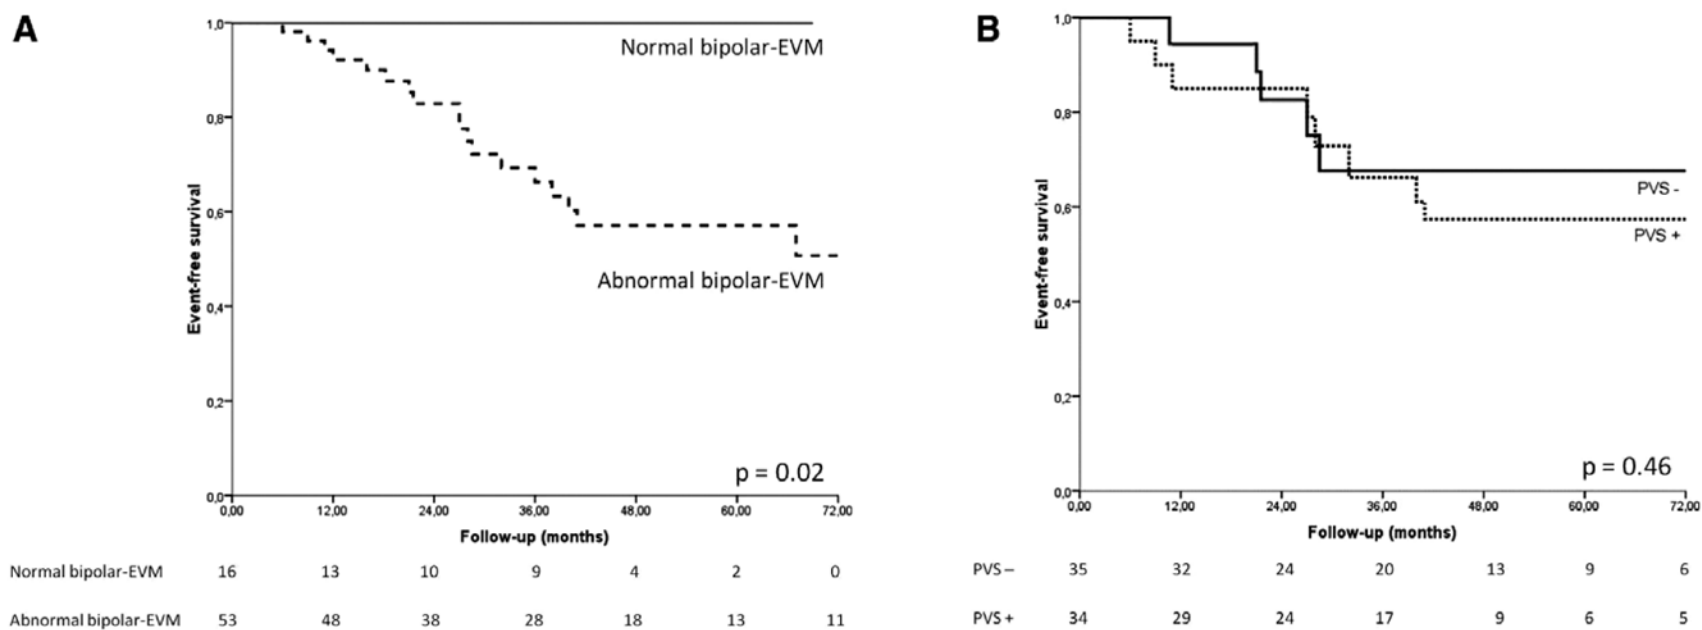 A
1,0
0,8
0,6
0,4
0,2
0,0
Event-free survival
Normal bipolar-EVM
Abnormal bipolar-EVM
p = 0.02
0,00 12,00 24,00 36,00 48,00 60,00 72,00
Follow-up (months)
Normal bipolar-EVM 16 13 10 9 4 2 0
Abnormal bipolar-EVM 53 48 38 28 18 13 11
B
1,0
0,8
0,6
0,4
0,2
0,0
Event-free survival
PVS -
PVS +
p = 0.46
0,00 12,00 24,00 36,00 48,00 60,00 72,00
Follow-up (months)
PVS – 35 32 24 20 13 9 6
PVS + 34 29 24 17 9 6 5